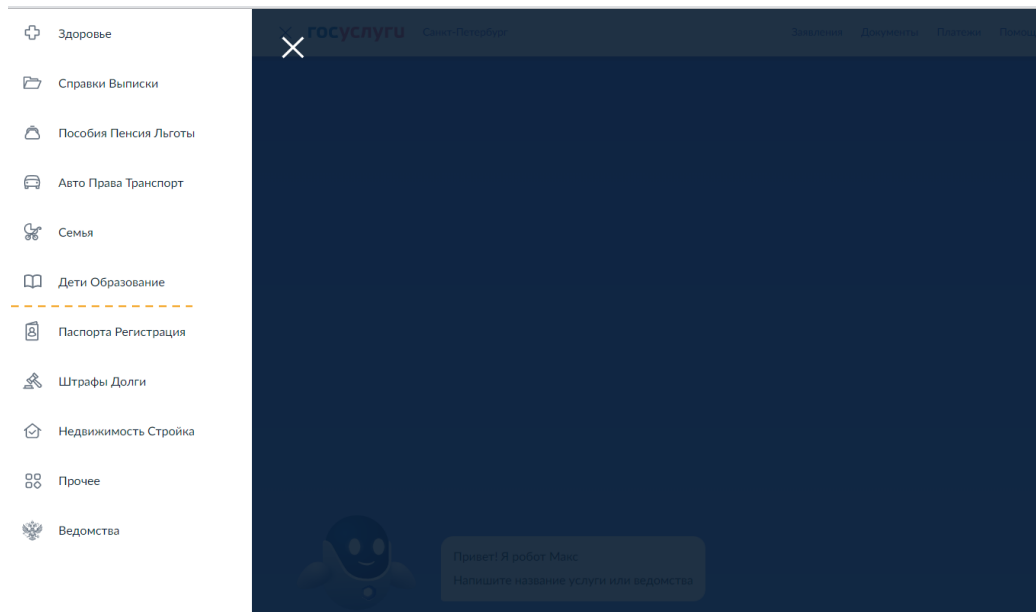 Здоровье
Справки Выписки
Пособия Пенсия Льготы
Авто Права Транспорт
Семья
Дети Образование
Паспорта Регистрация
Штрафы Долги
Недвижимость Стройка
Прочее
Ведомства
госуслуги Санкт-Петербург Заявления Документы Платежи Помощ
Привет! Я робот Макс
Напишите название услуги или ведомства